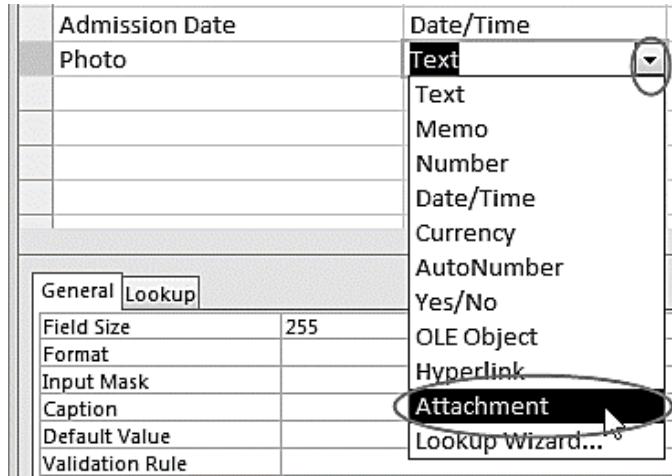 Admission Date Date/Time
Photo Text
Text
Memo
Number
Date/Time
Currency
AutoNumber
Yes/No
OLE Object
Hyperlink
Attachment
Lookup Wizard...
General Lookup
Field Size 255
Format
Input Mask
Caption
Default Value
Validation Rule